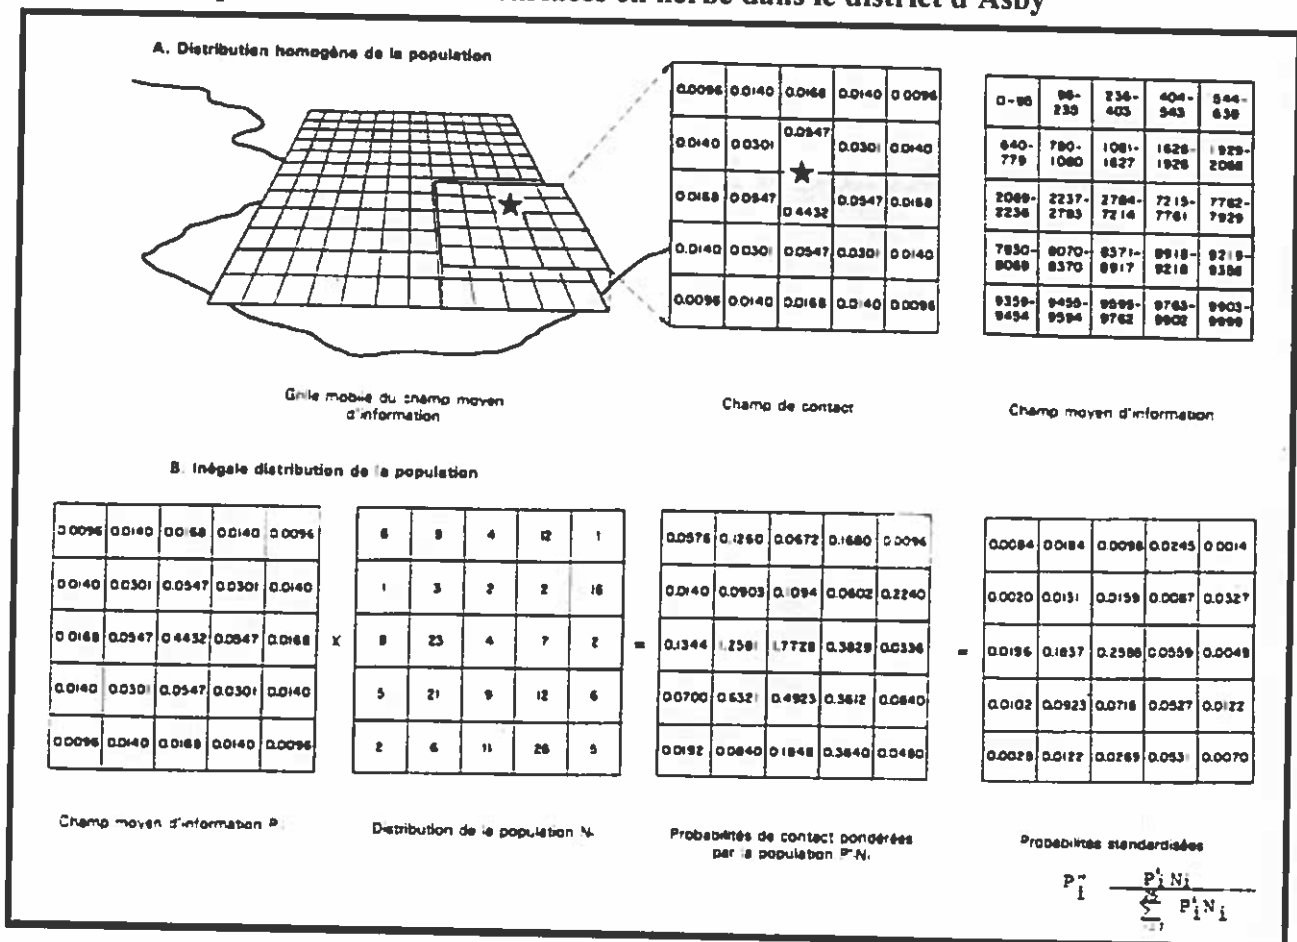 en herbe dans le district d'Asby
A. Distribution homogène de la population
0.0096 0.0140 0.0168 0.0140 0.0096
0.0140 0.0301 0.0547 0.0301 0.0140
0.0168 0.0547 0.4432 0.0547 0.0168
0.0140 0.0301 0.0547 0.0301 0.0140
0.0096 0.0140 0.0168 0.0140 0.0096
0-95 96-235 236-403 404-543 544-639
640-779 780-1080 1081-1627 1628-1928 1929-2068
2069-2236 2237-2783 2784-7214 7215-7761 7762-7929
7930-8069 8070-8370 8371-8917 8918-9218 9219-9358
9359-9454 9455-9594 9595-9762 9763-9902 9903-9999
Grille mobile du champ moyen
d'information
Champ de contact
Champ moyen d'information
B. Inégale distribution de la population
0.0096 0.0140 0.0168 0.0140 0.0096
0.0140 0.0301 0.0547 0.0301 0.0140
0.0168 0.0547 0.4432 0.0547 0.0168
0.0140 0.0301 0.0547 0.0301 0.0140
0.0096 0.0140 0.0168 0.0140 0.0096
x
6 9 4 12 1
1 3 2 2 16
8 23 4 7 2
5 21 9 12 6
2 6 11 26 5
=
0.0576 0.1260 0.0672 0.1680 0.0096
0.0140 0.0903 0.1094 0.0602 0.2240
0.1344 1.2581 1.7728 0.3829 0.0336
0.0700 0.6321 0.4923 0.3612 0.0840
0.0192 0.0840 0.1848 0.3640 0.0480
=
0.0084 0.0184 0.0098 0.0245 0.0014
0.0020 0.0131 0.0159 0.0087 0.0327
0.0196 0.1837 0.2588 0.0559 0.0049
0.0102 0.0923 0.0718 0.0527 0.0122
0.0028 0.0122 0.0269 0.0531 0.0070
Champ moyen d'information P
Distribution de la population Ni
Probabilités de contact pondérées
par la population P'Ni
Probabilités standardisées
P'i Ni
∑ P'i Ni